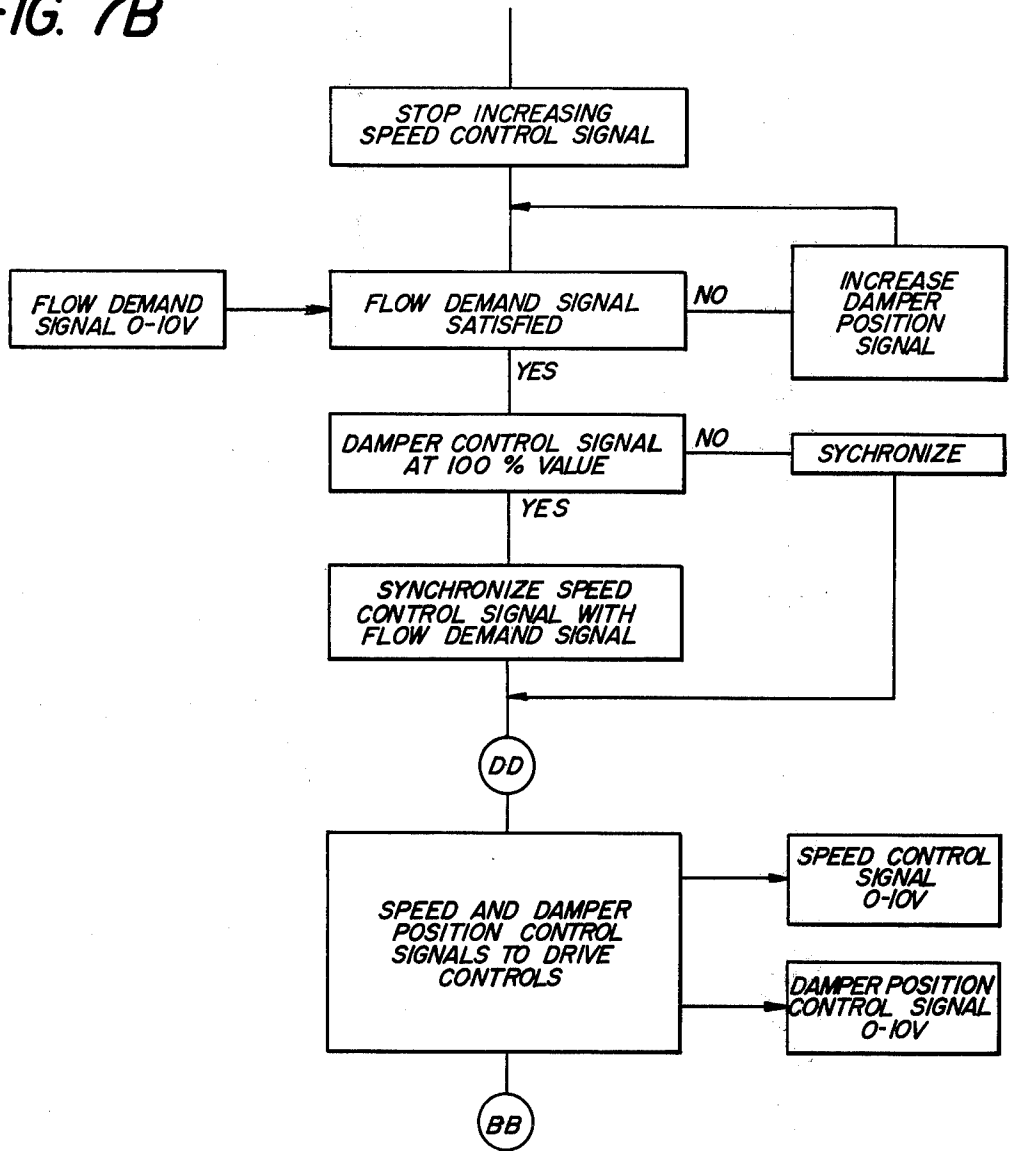 FIG. 7B
STOP INCREASING
SPEED CONTROL SIGNAL
FLOW DEMAND
SIGNAL 0-10V
FLOW DEMAND SIGNAL
SATISFIED
NO
INCREASE
DAMPER
POSITION
SIGNAL
YES
DAMPER CONTROL SIGNAL
AT 100 % VALUE
NO
SYCHRONIZE
YES
SYNCHRONIZE SPEED
CONTROL SIGNAL WITH
FLOW DEMAND SIGNAL
DD
SPEED AND DAMPER
POSITION CONTROL
SIGNALS TO DRIVE
CONTROLS
SPEED CONTROL
SIGNAL
0-10V
DAMPER POSITION
CONTROL SIGNAL
0-10V
BB